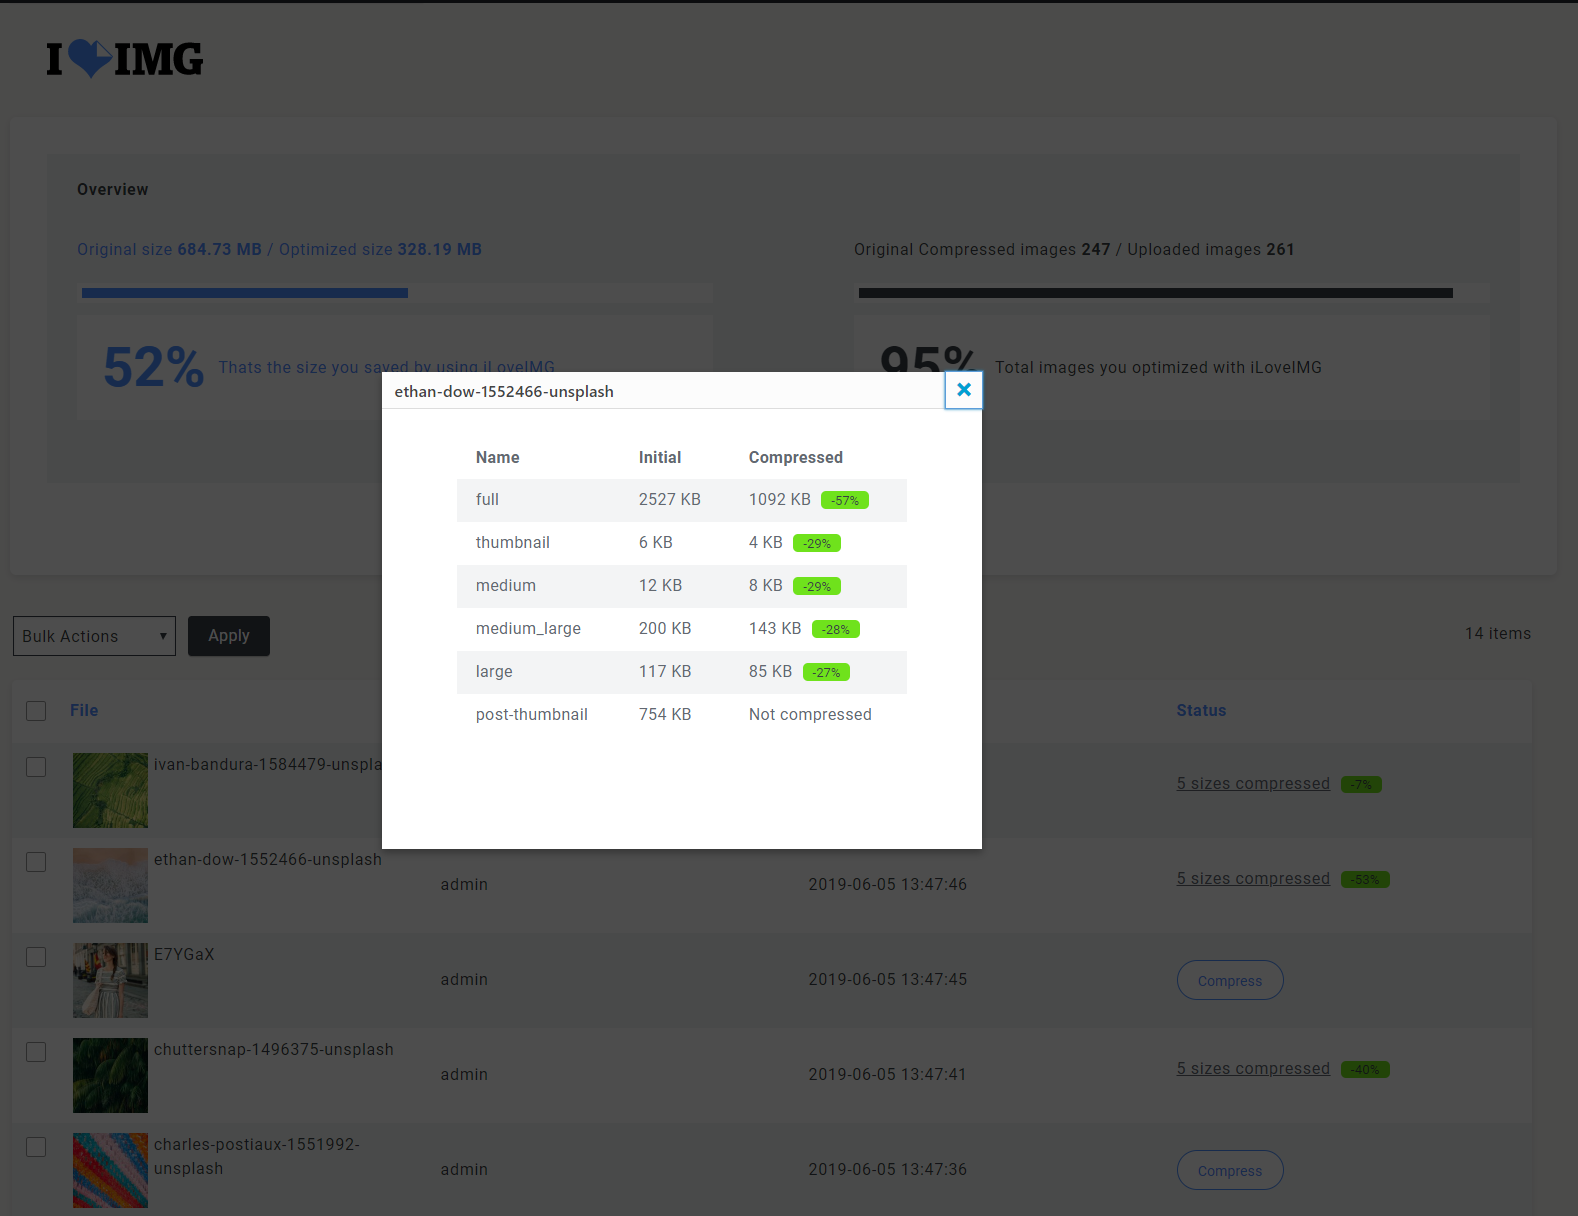 I IMG
Overview
Original size 684.73 MB / Optimized size 328.19 MB
Original Compressed images 247 / Uploaded images 261
52% Thats the size you saved by using iLoveIMG
95% Total images you optimized with iLoveIMG
ethan-dow-1552466-unsplash
Name Initial Compressed
full 2527 KB 1092 KB -57%
thumbnail 6 KB 4 KB -29%
medium 12 KB 8 KB -29%
medium_large 200 KB 143 KB -28%
large 117 KB 85 KB -27%
post-thumbnail 754 KB Not compressed
Bulk Actions Apply 14 items
File Status
ivan-bandura-1584479-unspla
5 sizes compressed -7%
ethan-dow-1552466-unsplash
admin 2019-06-05 13:47:46 5 sizes compressed -53%
E7YGaX
admin 2019-06-05 13:47:45 Compress
chuttersnap-1496375-unsplash
admin 2019-06-05 13:47:41 5 sizes compressed -40%
charles-postiaux-1551992-
unsplash
admin 2019-06-05 13:47:36 Compress